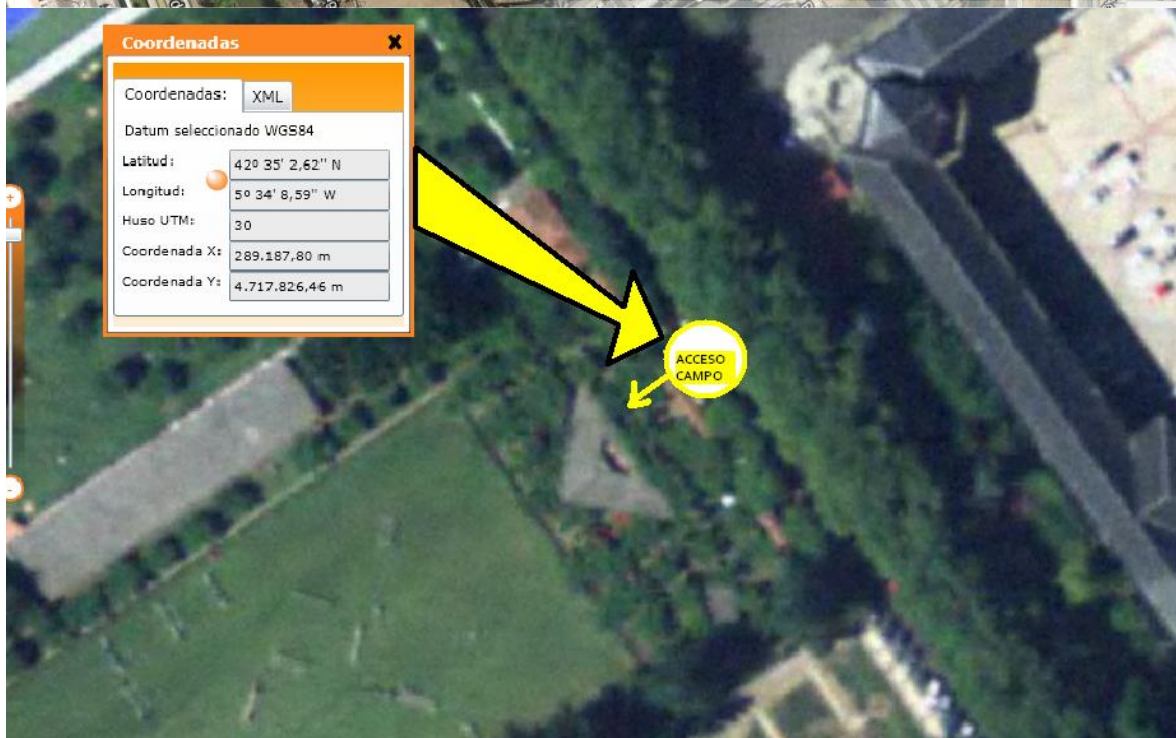 Coordenadas X
Coordenadas: XML
Datum seleccionado WGS84
Latitud: 42º 35' 2,62'' N
Longitud: 5º 34' 8,59'' W
Huso UTM: 30
Coordenada X: 289.187,80 m
Coordenada Y: 4.717.826,46 m
ACCESO
CAMPO